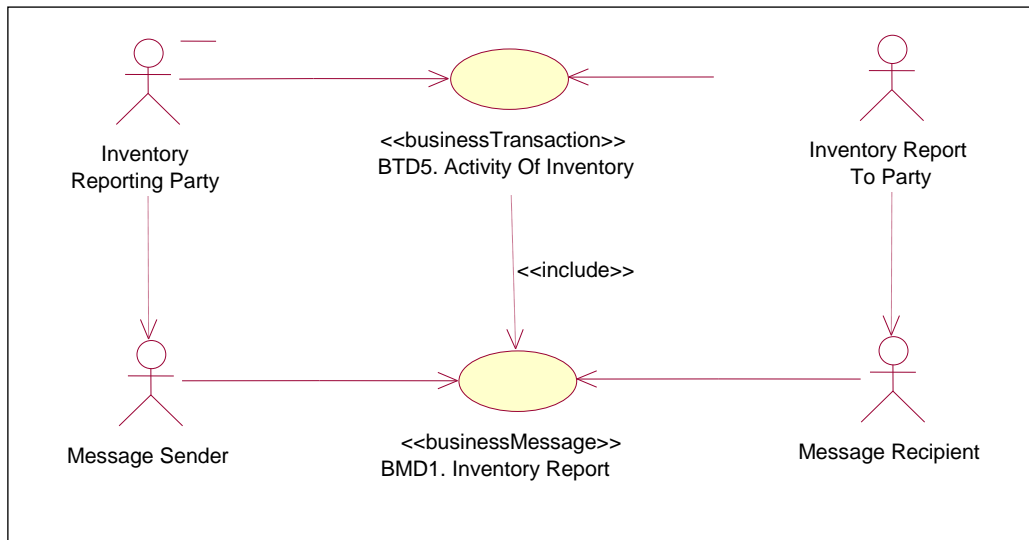 Inventory
Reporting Party
<<businessTransaction>>
BTD5. Activity Of Inventory
Inventory Report
To Party
<<include>>
Message Sender
<<businessMessage>>
BMD1. Inventory Report
Message Recipient